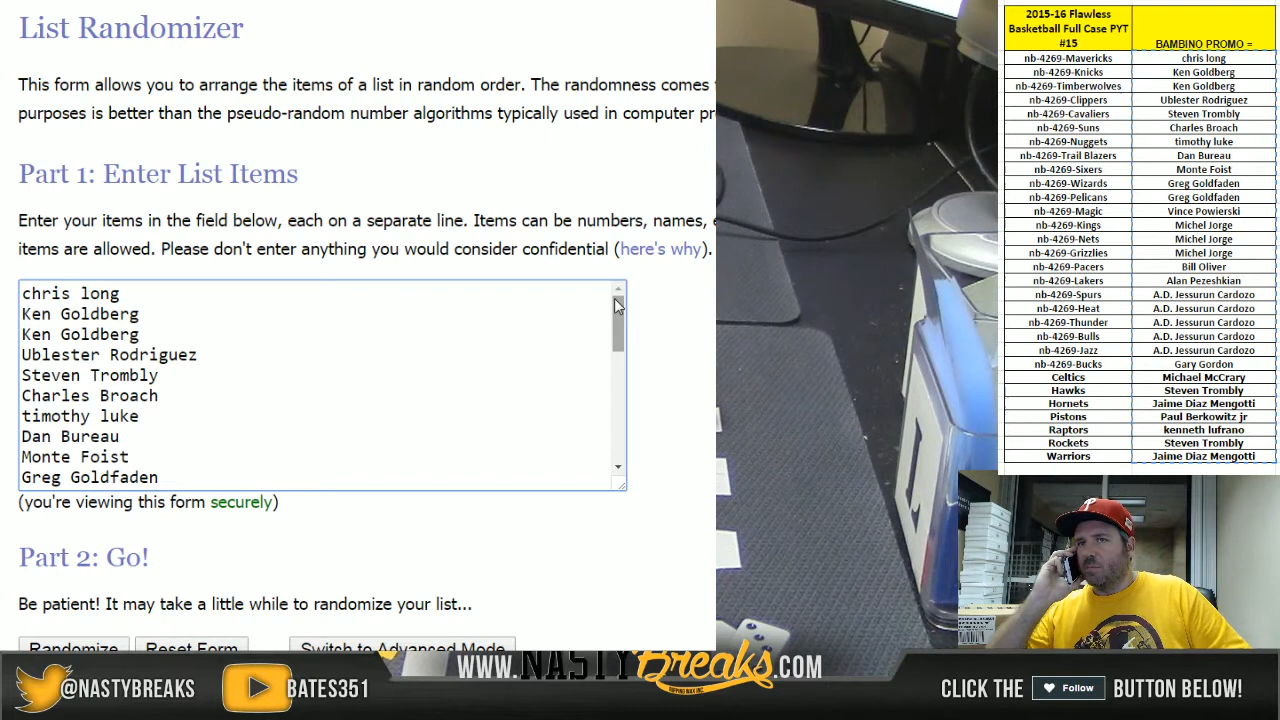 List Randomizer
This form allows you to arrange the items of a list in random order. The randomness comes
purposes is better than the pseudo-random number algorithms typically used in computer pr
Part 1: Enter List Items
Enter your items in the field below, each on a separate line. Items can be numbers, names, e
items are allowed. Please don't enter anything you would consider confidential (here's why).
chris long
Ken Goldberg
Ken Goldberg
Ublester Rodriguez
Steven Trombly
Charles Broach
timothy luke
Dan Bureau
Monte Foist
Greg Goldfaden
(you're viewing this form securely)
Part 2: Go!
Be patient! It may take a little while to randomize your list...
Randomize Reset Form Switch to Advanced Mode
2015-16 Flawless
Basketball Full Case PYT
#15 BAMBINO PROMO =
nb-4269-Mavericks chris long
nb-4269-Knicks Ken Goldberg
nb-4269-Timberwolves Ken Goldberg
nb-4269-Clippers Ublester Rodriguez
nb-4269-Cavaliers Steven Trombly
nb-4269-Suns Charles Broach
nb-4269-Nuggets timothy luke
nb-4269-Trail Blazers Dan Bureau
nb-4269-Sixers Monte Foist
nb-4269-Wizards Greg Goldfaden
nb-4269-Pelicans Greg Goldfaden
nb-4269-Magic Vince Powierski
nb-4269-Kings Michel Jorge
nb-4269-Nets Michel Jorge
nb-4269-Grizzlies Michel Jorge
nb-4269-Pacers Bill Oliver
nb-4269-Lakers Alan Pezeshkian
nb-4269-Spurs A.D. Jessurun Cardozo
nb-4269-Heat A.D. Jessurun Cardozo
nb-4269-Thunder A.D. Jessurun Cardozo
nb-4269-Bulls A.D. Jessurun Cardozo
nb-4269-Jazz A.D. Jessurun Cardozo
nb-4269-Bucks Gary Gordon
Celtics Michael McCrary
Hawks Steven Trombly
Hornets Jaime Diaz Mengotti
Pistons Paul Berkowitz jr
Raptors kenneth lufrano
Rockets Steven Trombly
Warriors Jaime Diaz Mengotti
@NASTYBREAKS BATES351 WWW.NASTYBreaks.COM CLICK THE Follow BUTTON BELOW!
RIPPING WAX INC.